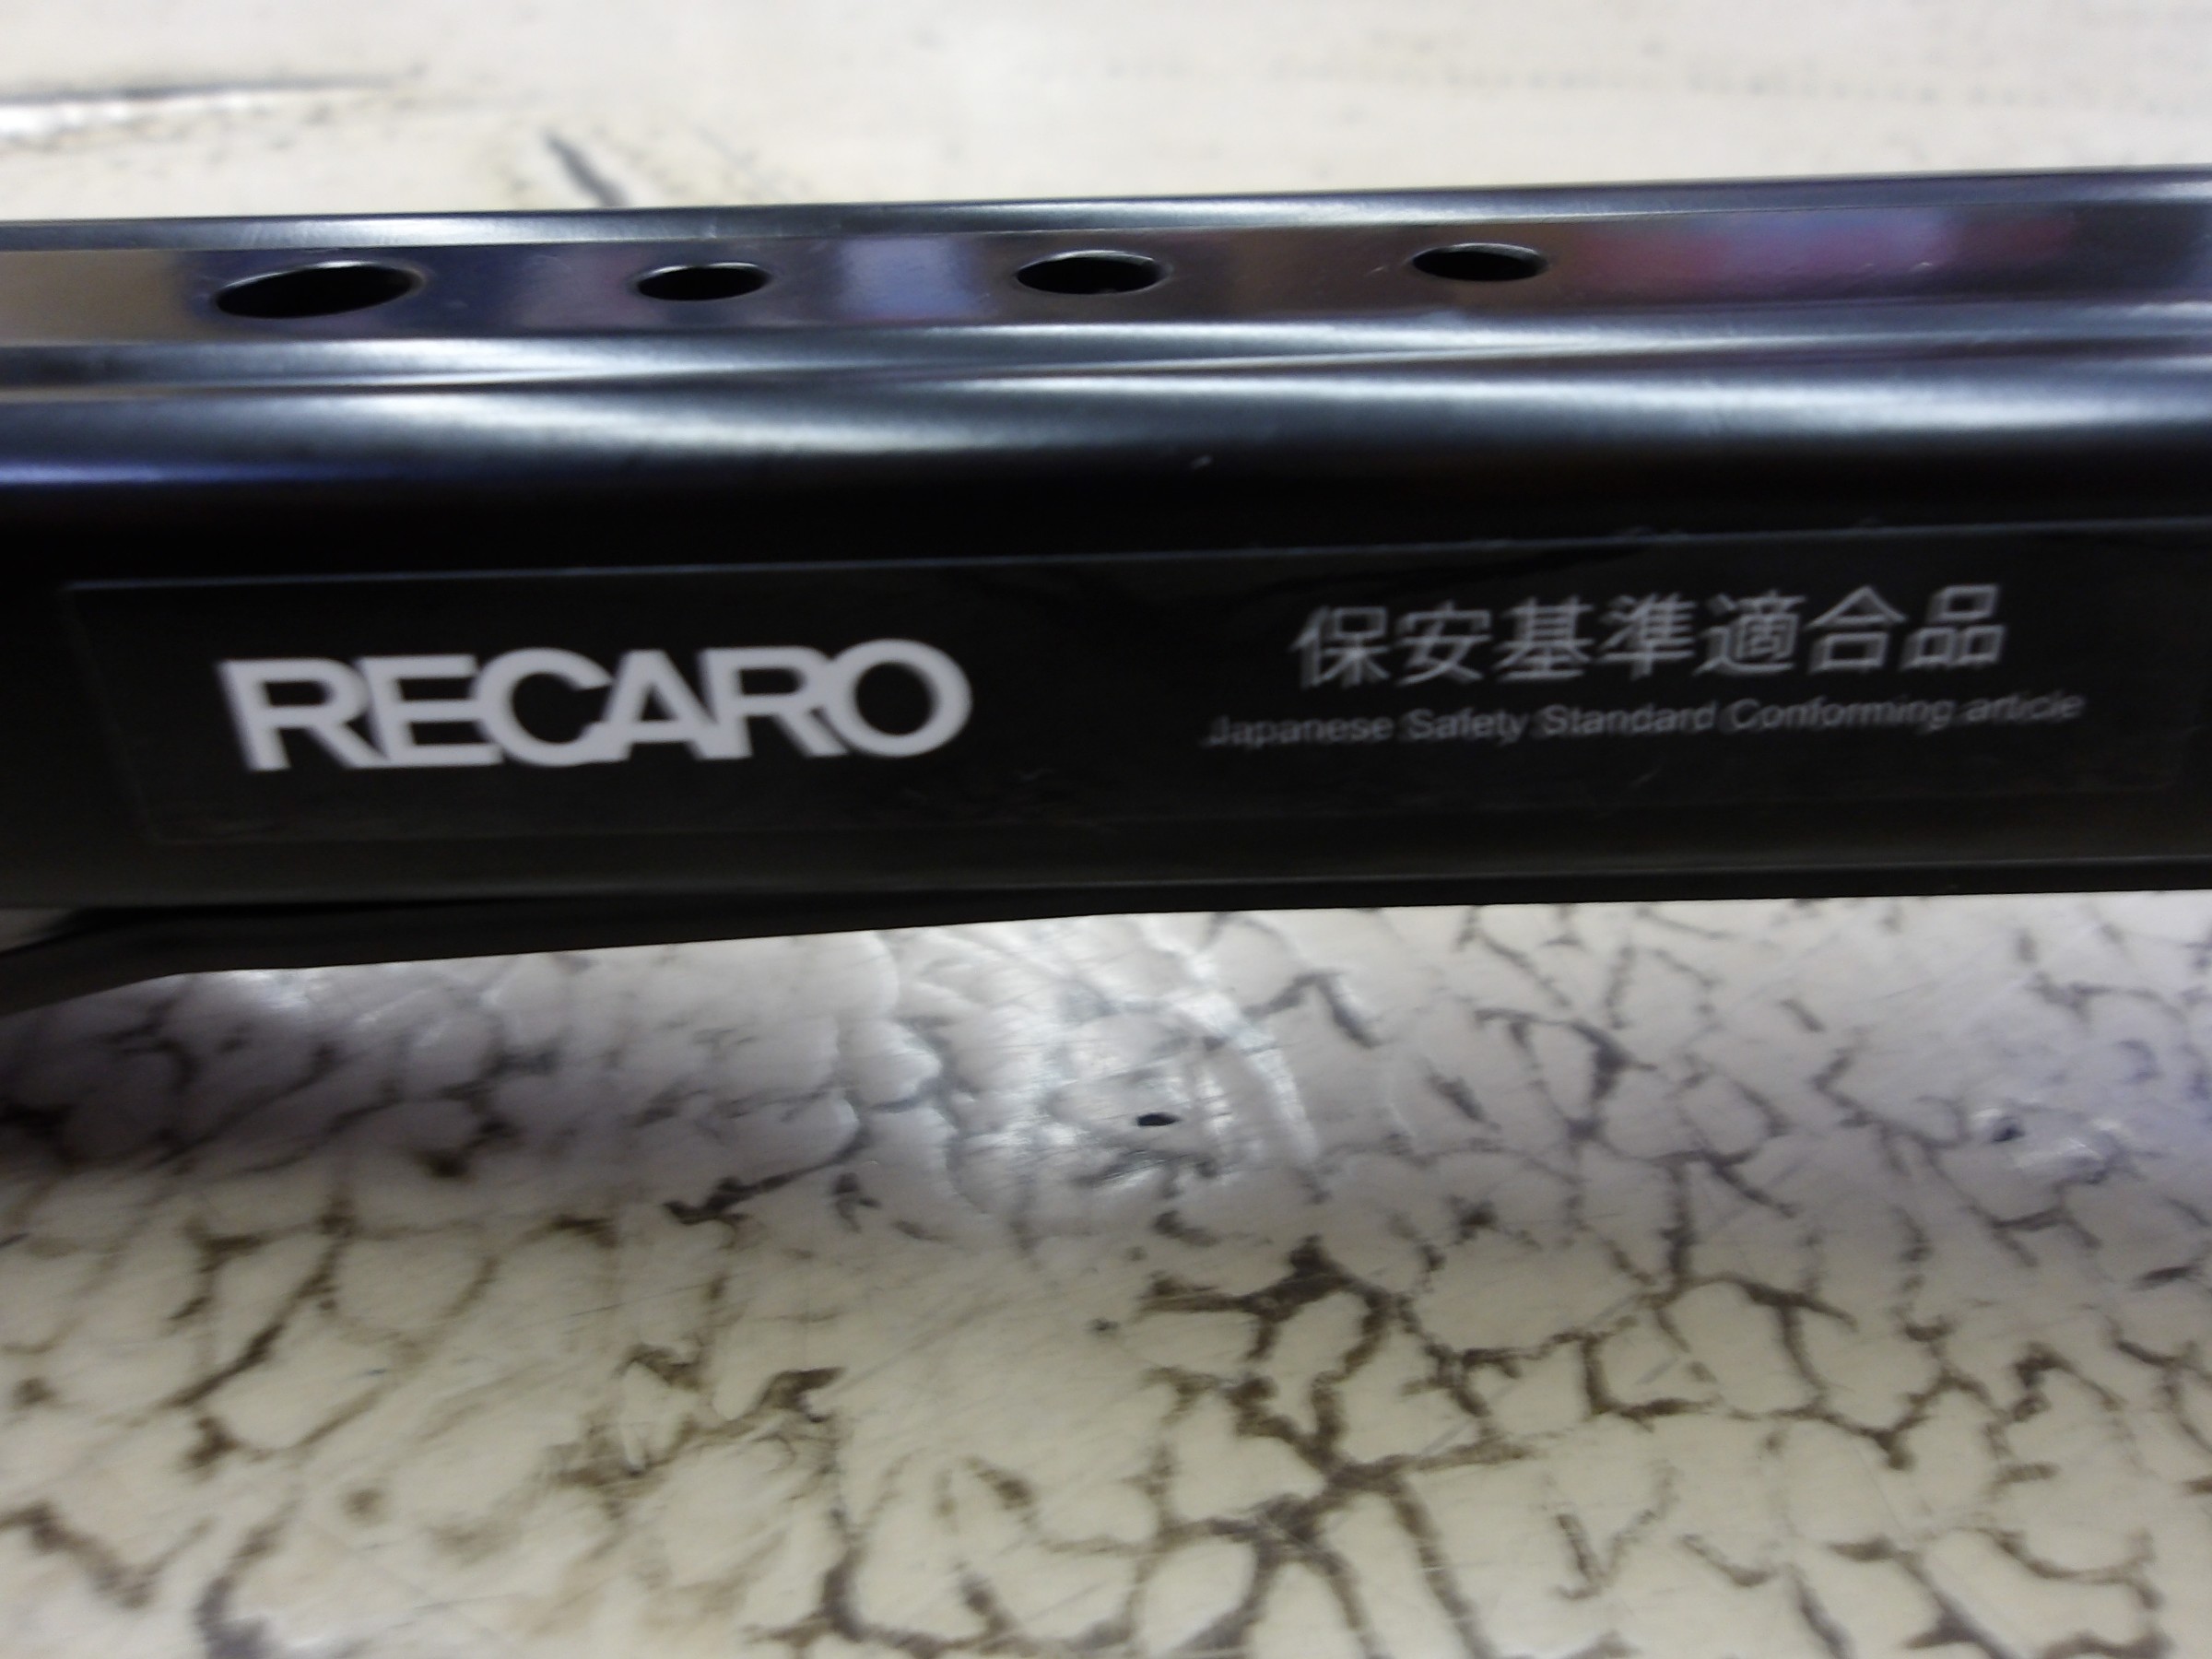 RECARO
保安基準適合品
Japanese Safety Standard Conforming article